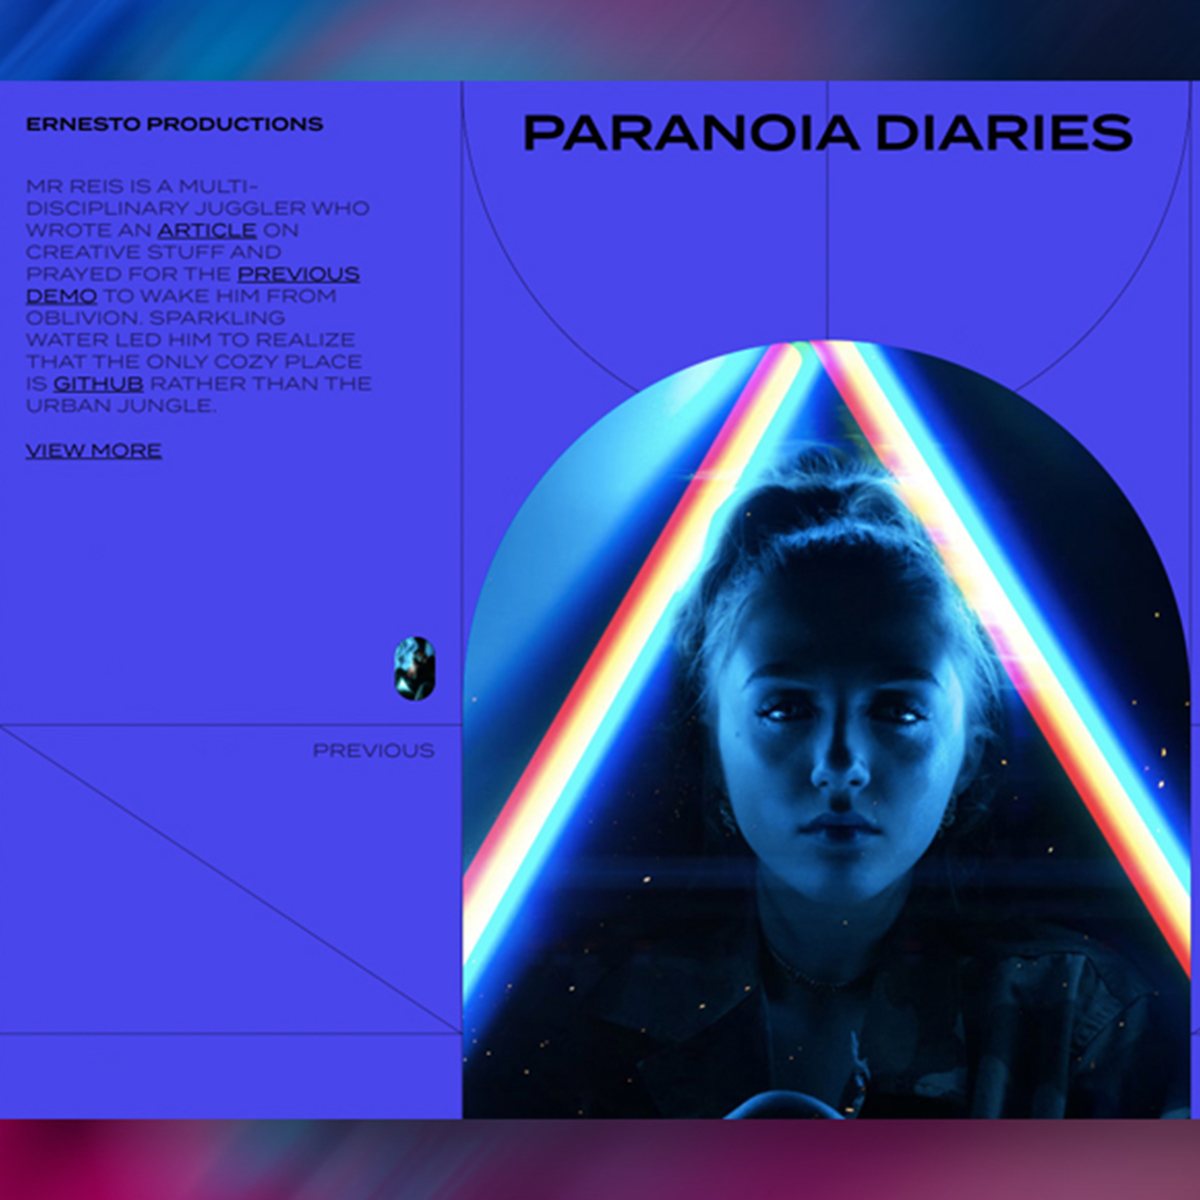 ERNESTO PRODUCTIONS
MR REIS IS A MULTI-
DISCIPLINARY JUGGLER WHO
WROTE AN ARTICLE ON
CREATIVE STUFF AND
PRAYED FOR THE PREVIOUS
DEMO TO WAKE HIM FROM
OBLIVION. SPARKLING
WATER LED HIM TO REALIZE
THAT THE ONLY COZY PLACE
IS GITHUB RATHER THAN THE
URBAN JUNGLE.
VIEW MORE
PREVIOUS
PARANOIA DIARIES